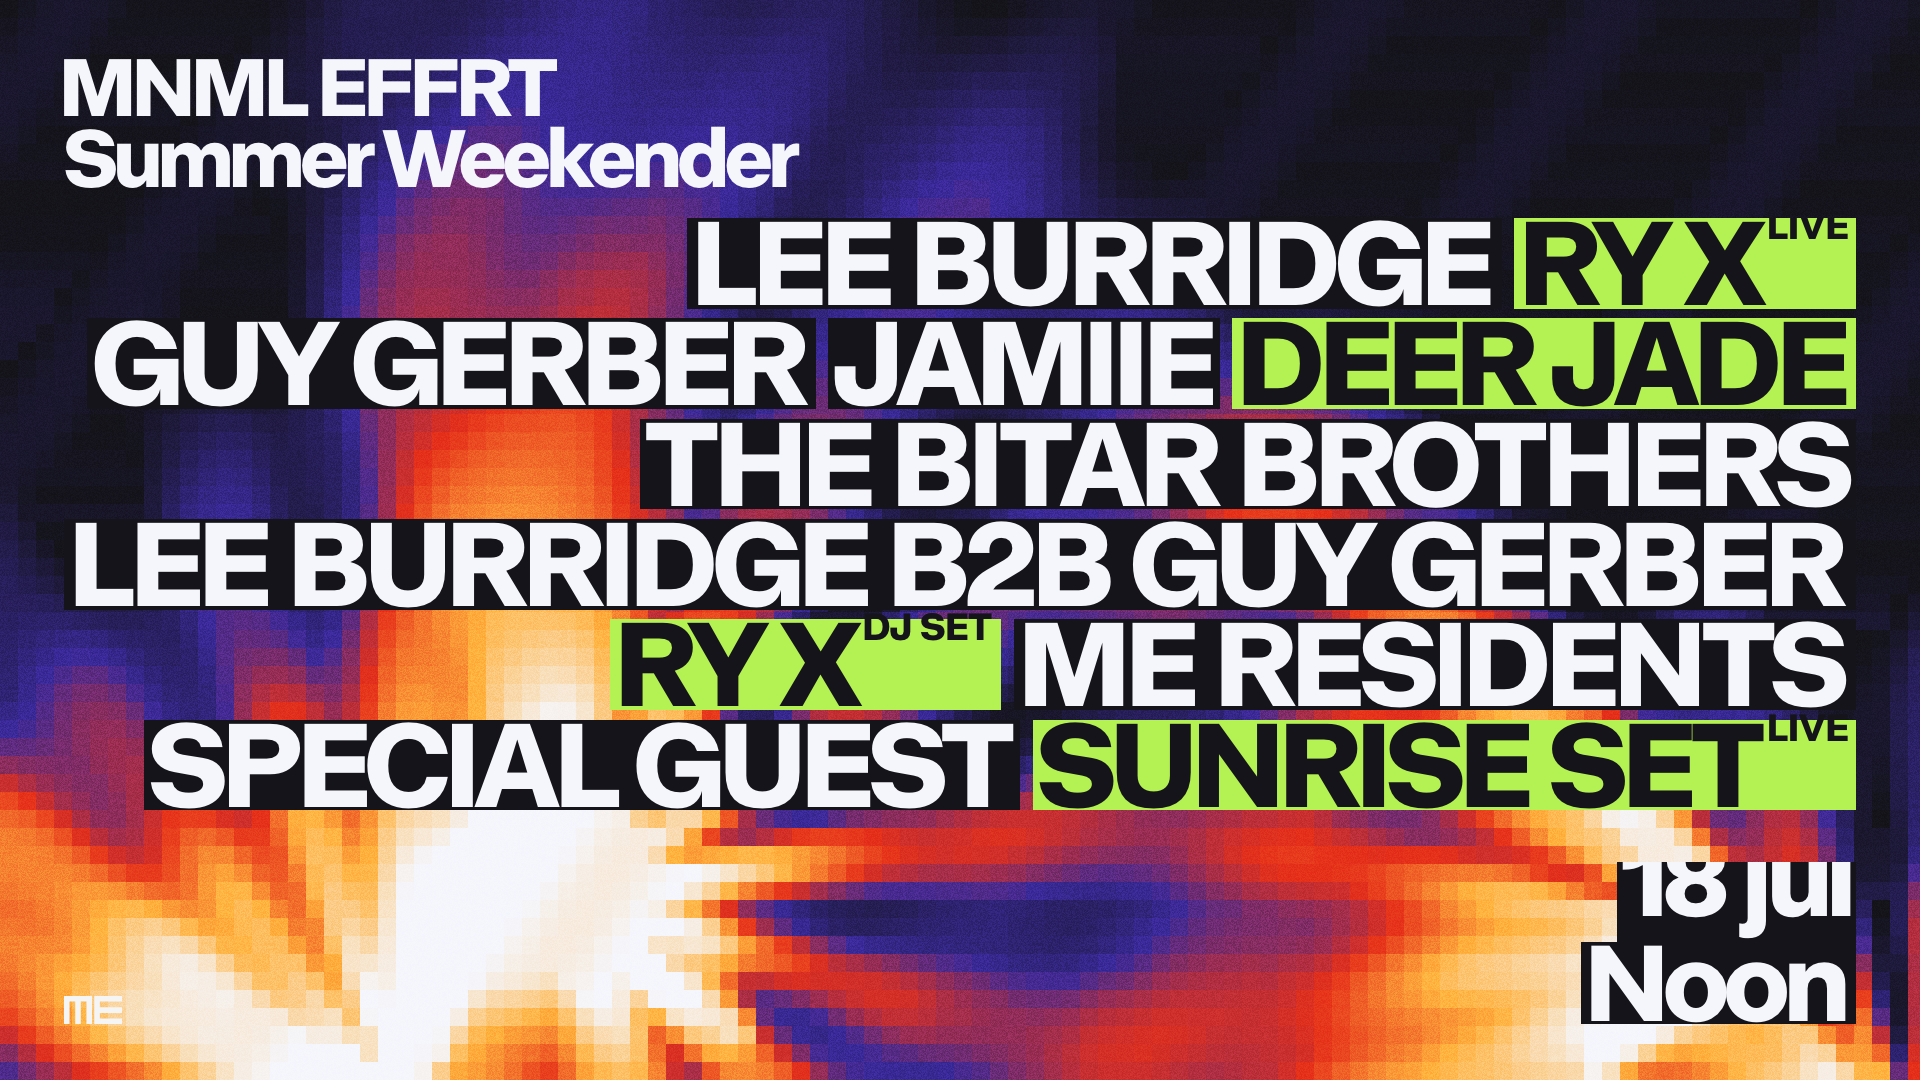 MNML EFFRT
Summer Weekender
LEE BURRIDGE RY X LIVE
GUY GERBER JAMIIE DEER JADE
THE BITAR BROTHERS
LEE BURRIDGE B2B GUY GERBER
RY X DJ SET ME RESIDENTS
SPECIAL GUEST SUNRISE SET LIVE
18 jul
Noon
ME